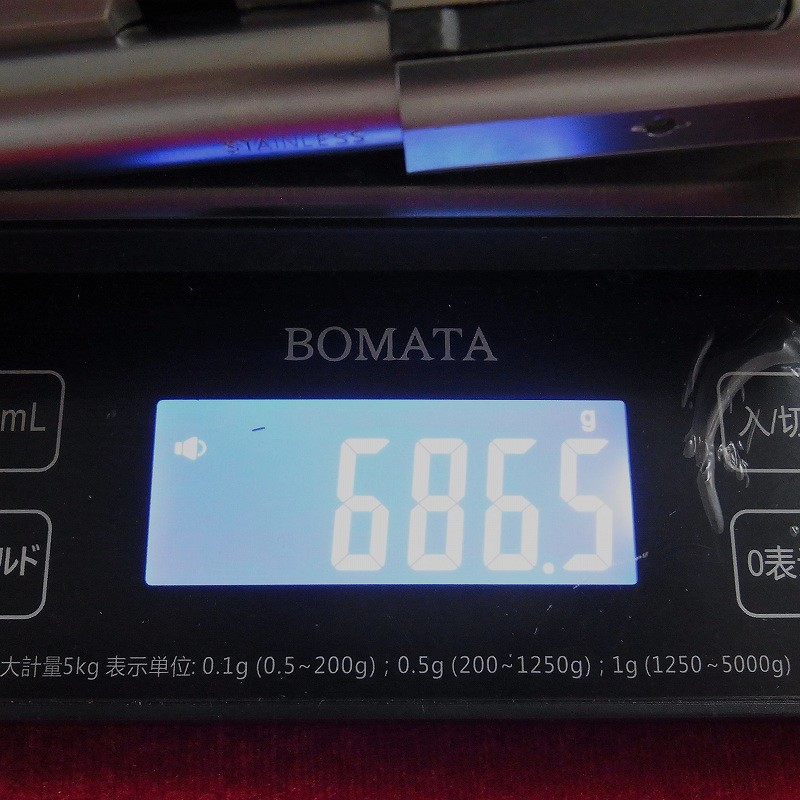 STAINLESS
BOMATA
mL
入/切
g
686.5
ルド
0表
大計量5kg 表示単位: 0.1g (0.5~200g) ; 0.5g (200~1250g) ; 1g (1250~5000g)